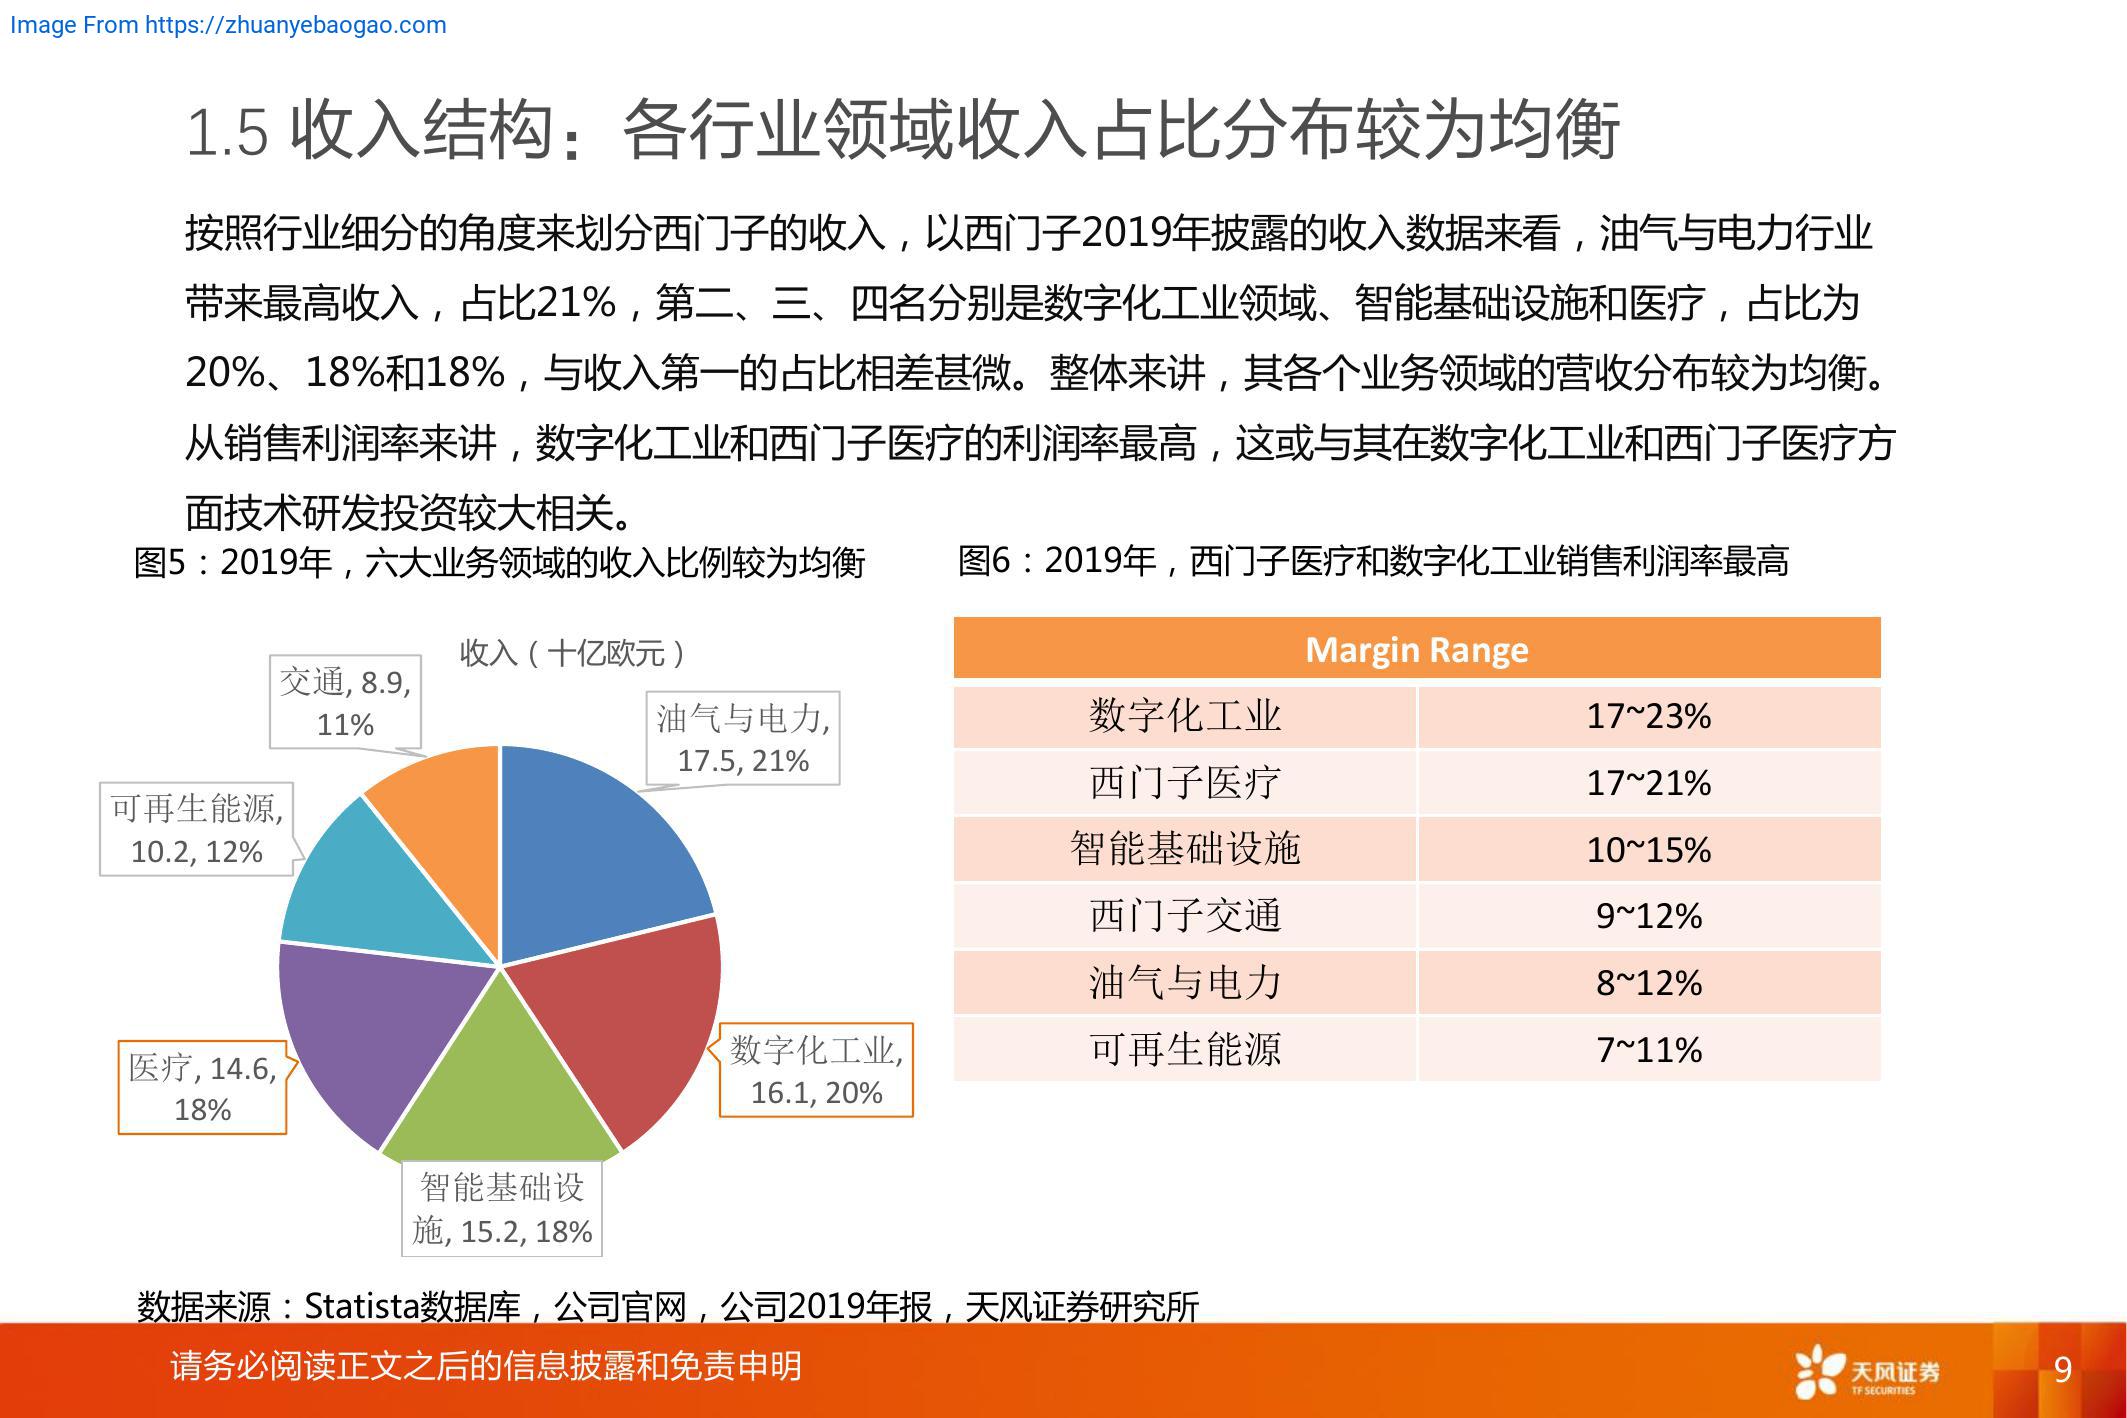 Image From https://zhuanyebaogao.com
1.5 收入结构：各行业领域收入占比分布较为均衡
按照行业细分的角度来划分西门子的收入，以西门子2019年披露的收入数据来看，油气与电力行业
带来最高收入，占比21%，第二、三、四名分别是数字化工业领域、智能基础设施和医疗，占比为
20%、18%和18%，与收入第一的占比相差甚微。整体来讲，其各个业务领域的营收分布较为均衡。
从销售利润率来讲，数字化工业和西门子医疗的利润率最高，这或与其在数字化工业和西门子医疗方
面技术研发投资较大相关。
图5：2019年，六大业务领域的收入比例较为均衡
收入（十亿欧元）
交通, 8.9,
11%
油气与电力,
17.5, 21%
可再生能源,
10.2, 12%
医疗, 14.6,
18%
数字化工业,
16.1, 20%
智能基础设
施, 15.2, 18%
图6：2019年，西门子医疗和数字化工业销售利润率最高
Margin Range
数字化工业 17~23%
西门子医疗 17~21%
智能基础设施 10~15%
西门子交通 9~12%
油气与电力 8~12%
可再生能源 7~11%
数据来源：Statista数据库，公司官网，公司2019年报，天风证券研究所
请务必阅读正文之后的信息披露和免责申明
天风证券
TF SECURITIES
9